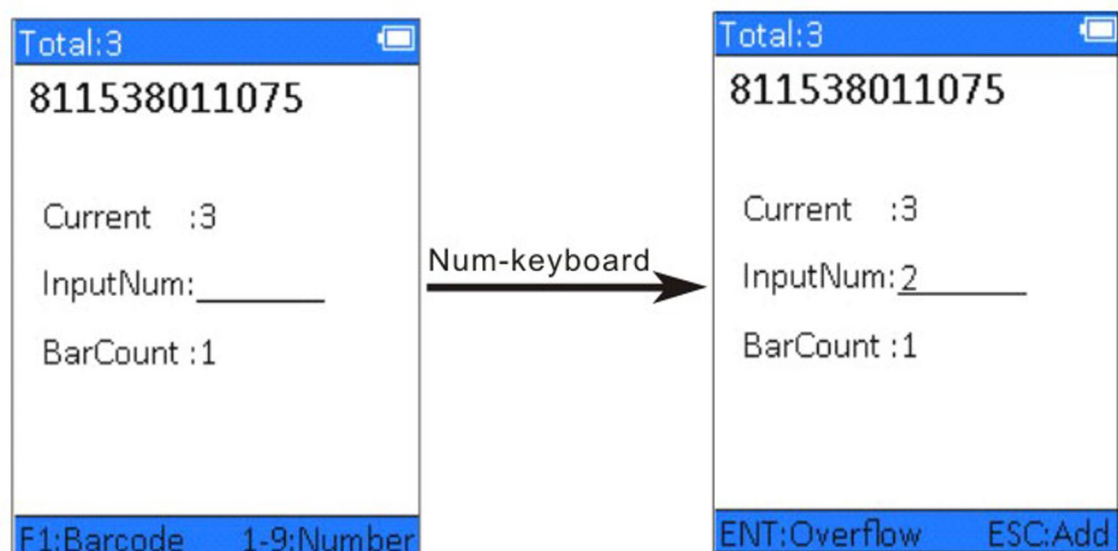 Total:3
811538011075
Current :3
InputNum:
BarCount :1
F1:Barcode 1-9:Number
Num-keyboard
Total:3
811538011075
Current :3
InputNum:2
BarCount :1
ENT:Overflow ESC:Add